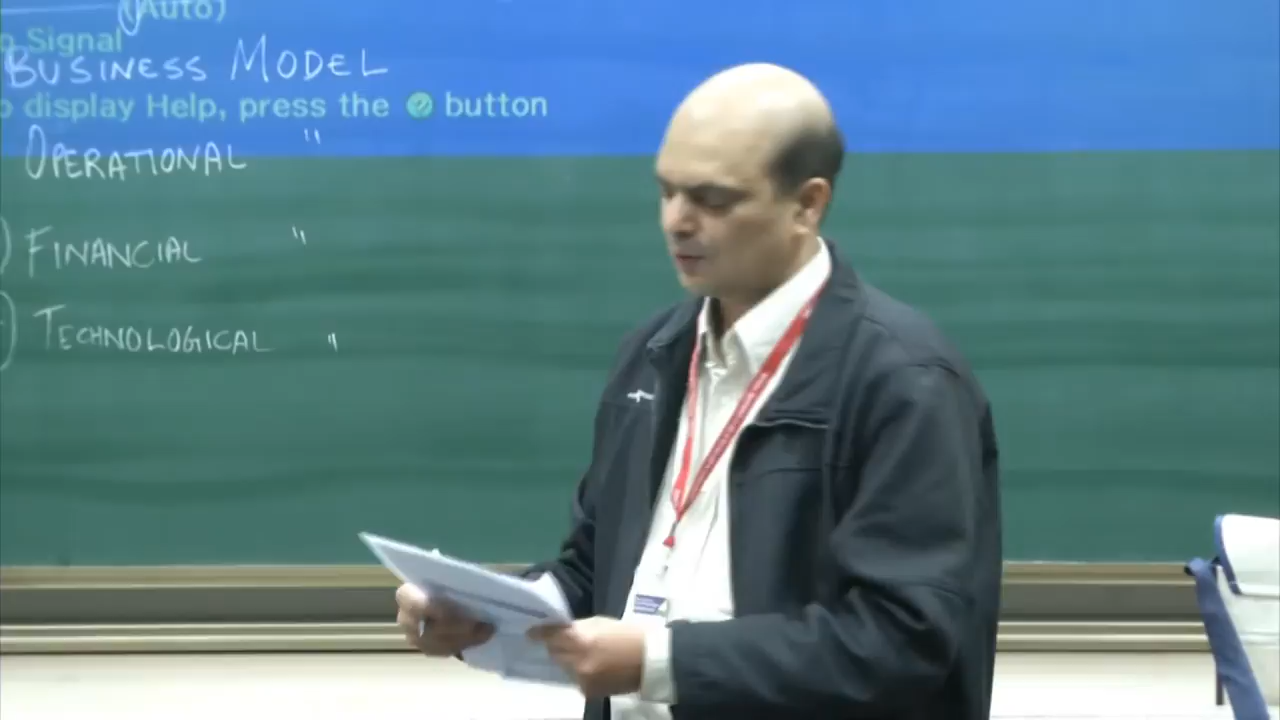 (Auto)
Signal
BUSINESS MODEL
display Help, press the button
OPERATIONAL "
) FINANCIAL "
) TECHNOLOGICAL "